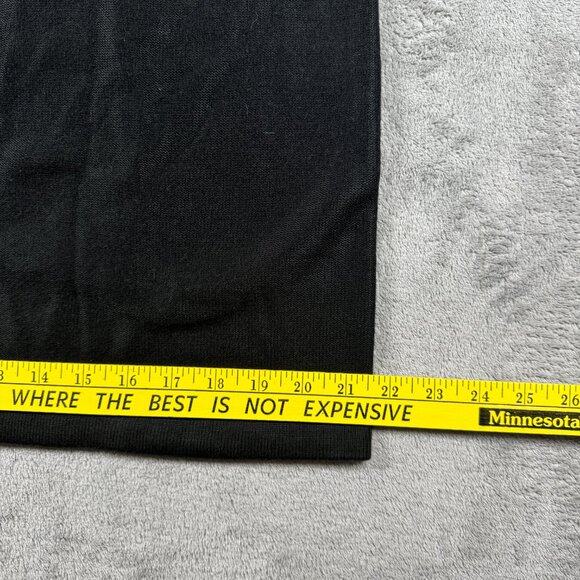 3 14 15 16 17 18 19 20 21 22 23 24 25 26
WHERE THE BEST IS NOT EXPENSIVE Minnesota